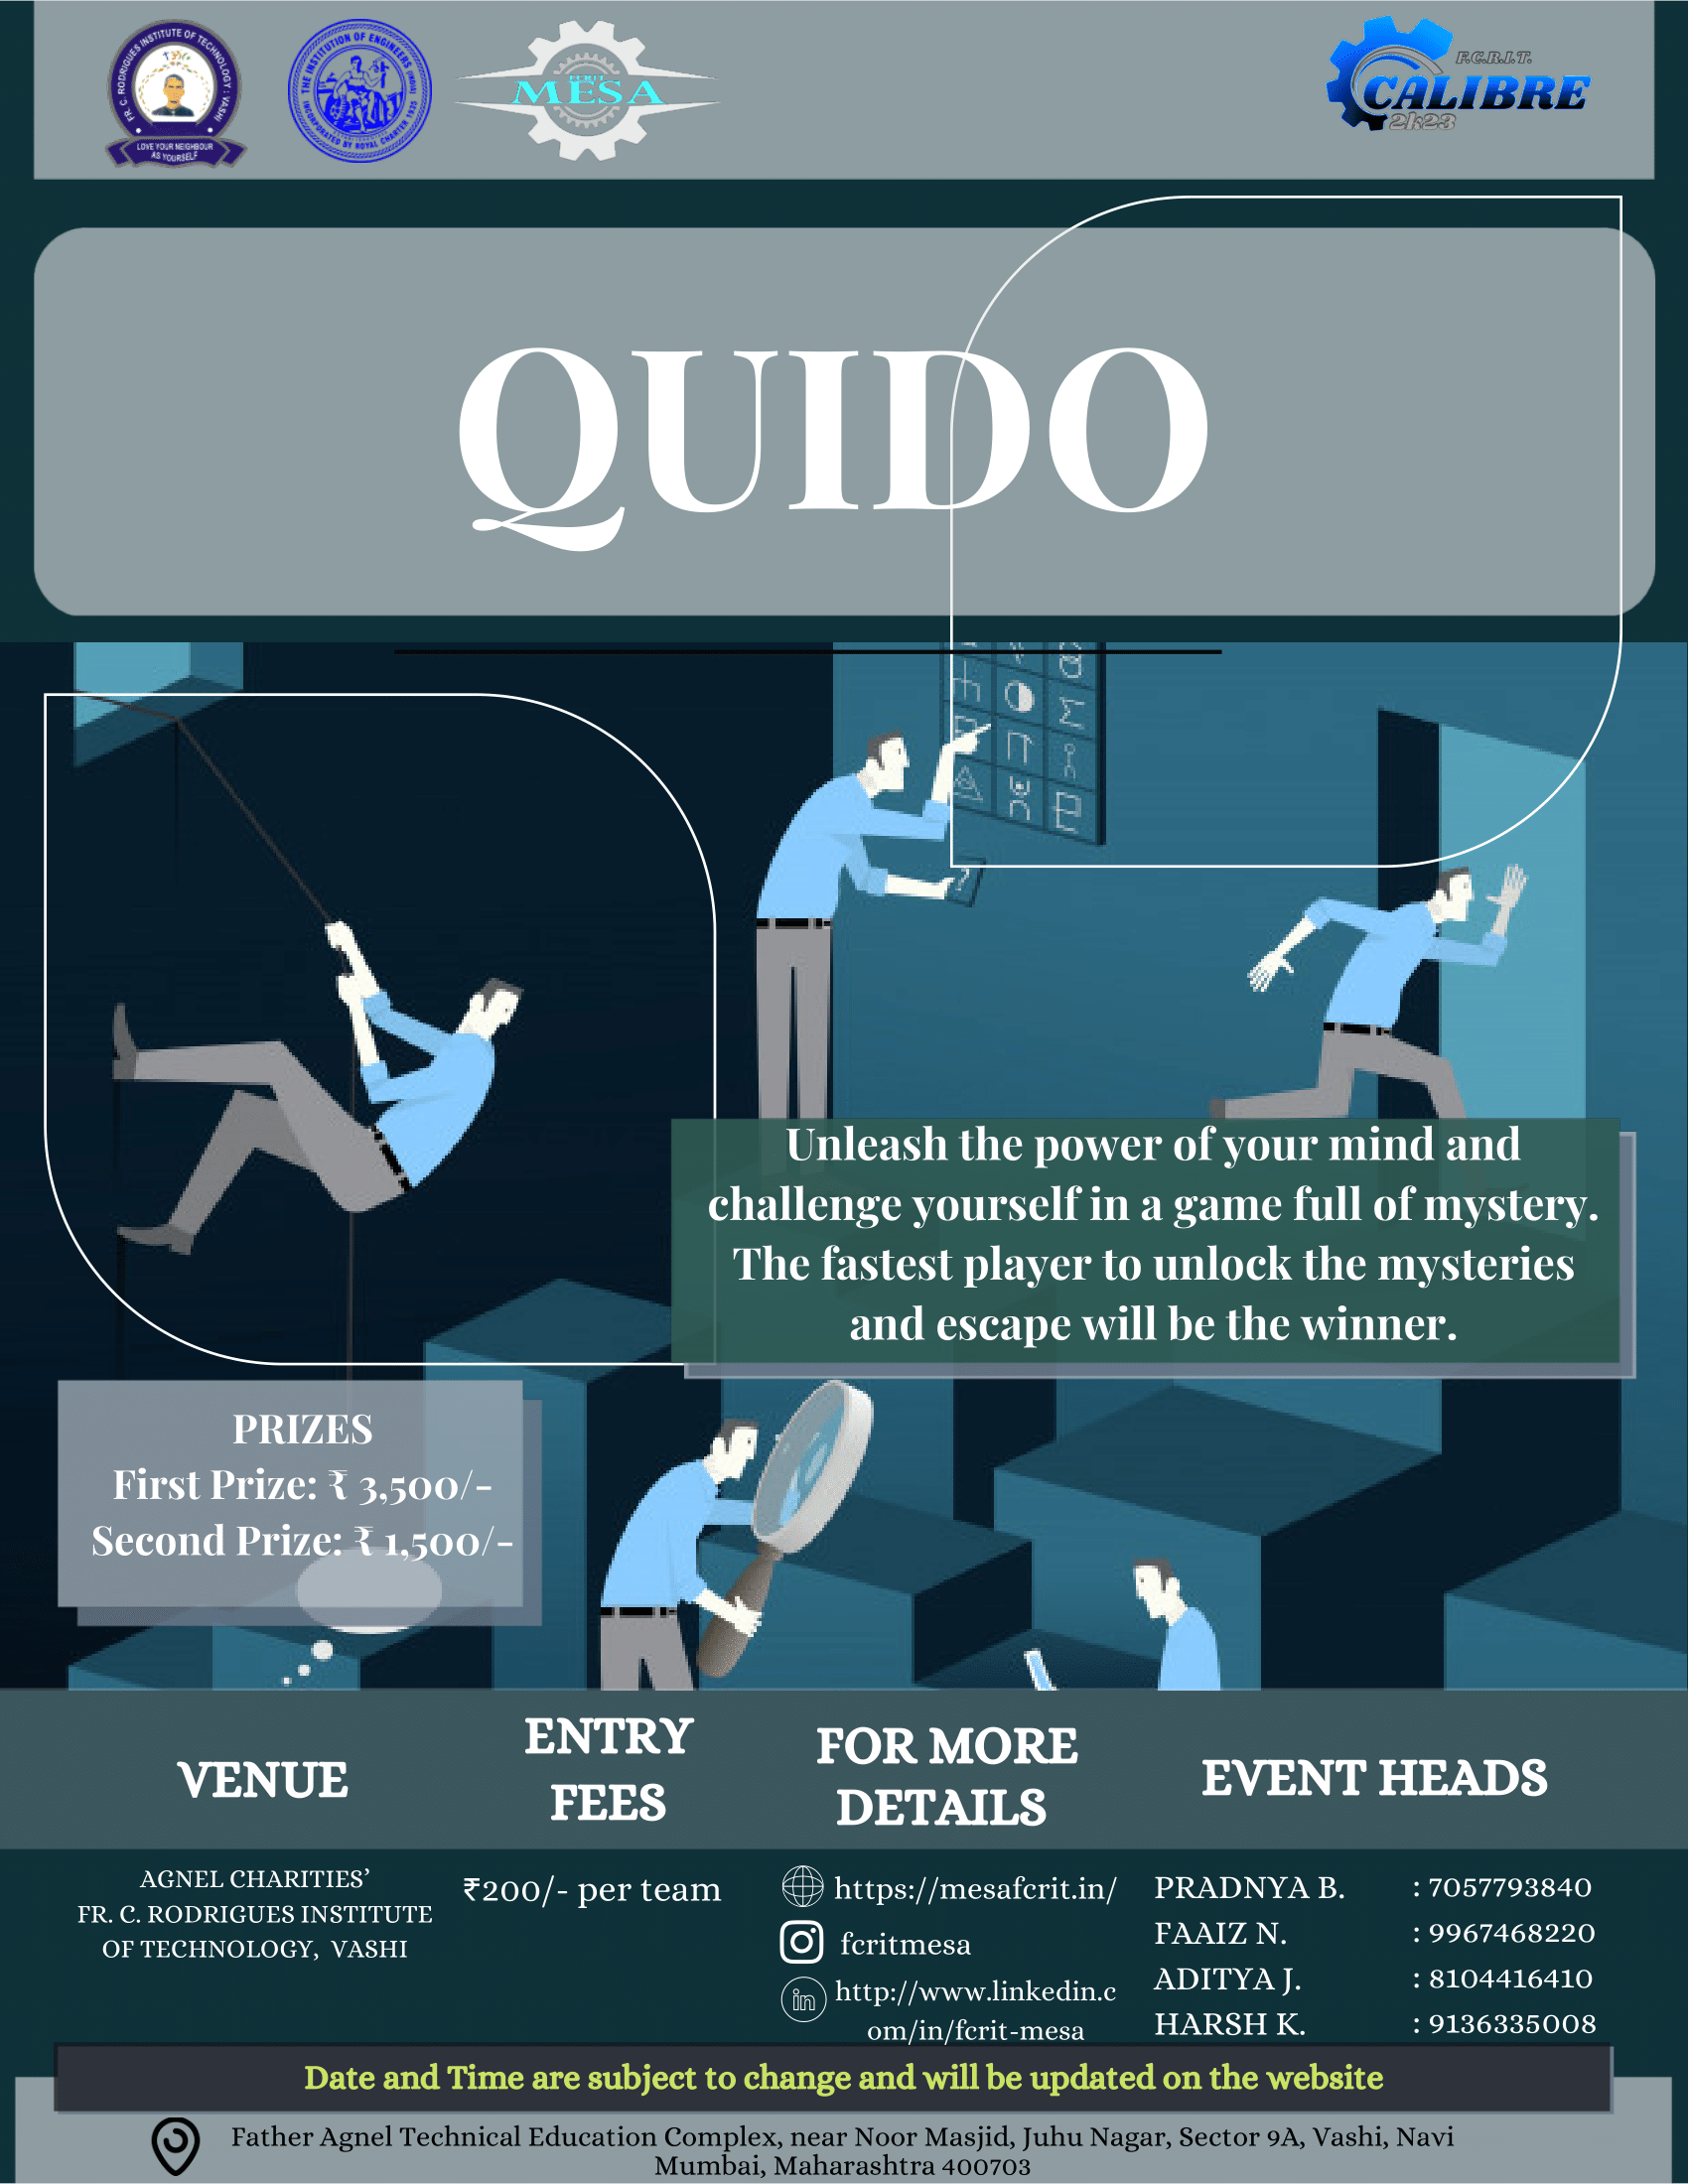 FR. C. RODRIGUES INSTITUTE OF TECHNOLOGY : VASHI
LOVE YOUR NEIGHBOUR
AS YOURSELF
THE INSTITUTION OF ENGINEERS (INDIA)
INCORPORATED BY ROYAL CHARTER 1935
FCRIT
MESA
F.C.R.I.T.
CALIBRE
2k23
QUIDO
?
Unleash the power of your mind and
challenge yourself in a game full of mystery.
The fastest player to unlock the mysteries
and escape will be the winner.
PRIZES
First Prize: ₹ 3,500/-
Second Prize: ₹ 1,500/-
VENUE
AGNEL CHARITIES’
FR. C. RODRIGUES INSTITUTE
OF TECHNOLOGY, VASHI
ENTRY
FEES
₹200/- per team
FOR MORE
DETAILS
https://mesafcrit.in/
fcritmesa
in http://www.linkedin.c
om/in/fcrit-mesa
EVENT HEADS
PRADNYA B. : 7057793840
FAAIZ N. : 9967468220
ADITYA J. : 8104416410
HARSH K. : 9136335008
Date and Time are subject to change and will be updated on the website
Father Agnel Technical Education Complex, near Noor Masjid, Juhu Nagar, Sector 9A, Vashi, Navi
Mumbai, Maharashtra 400703